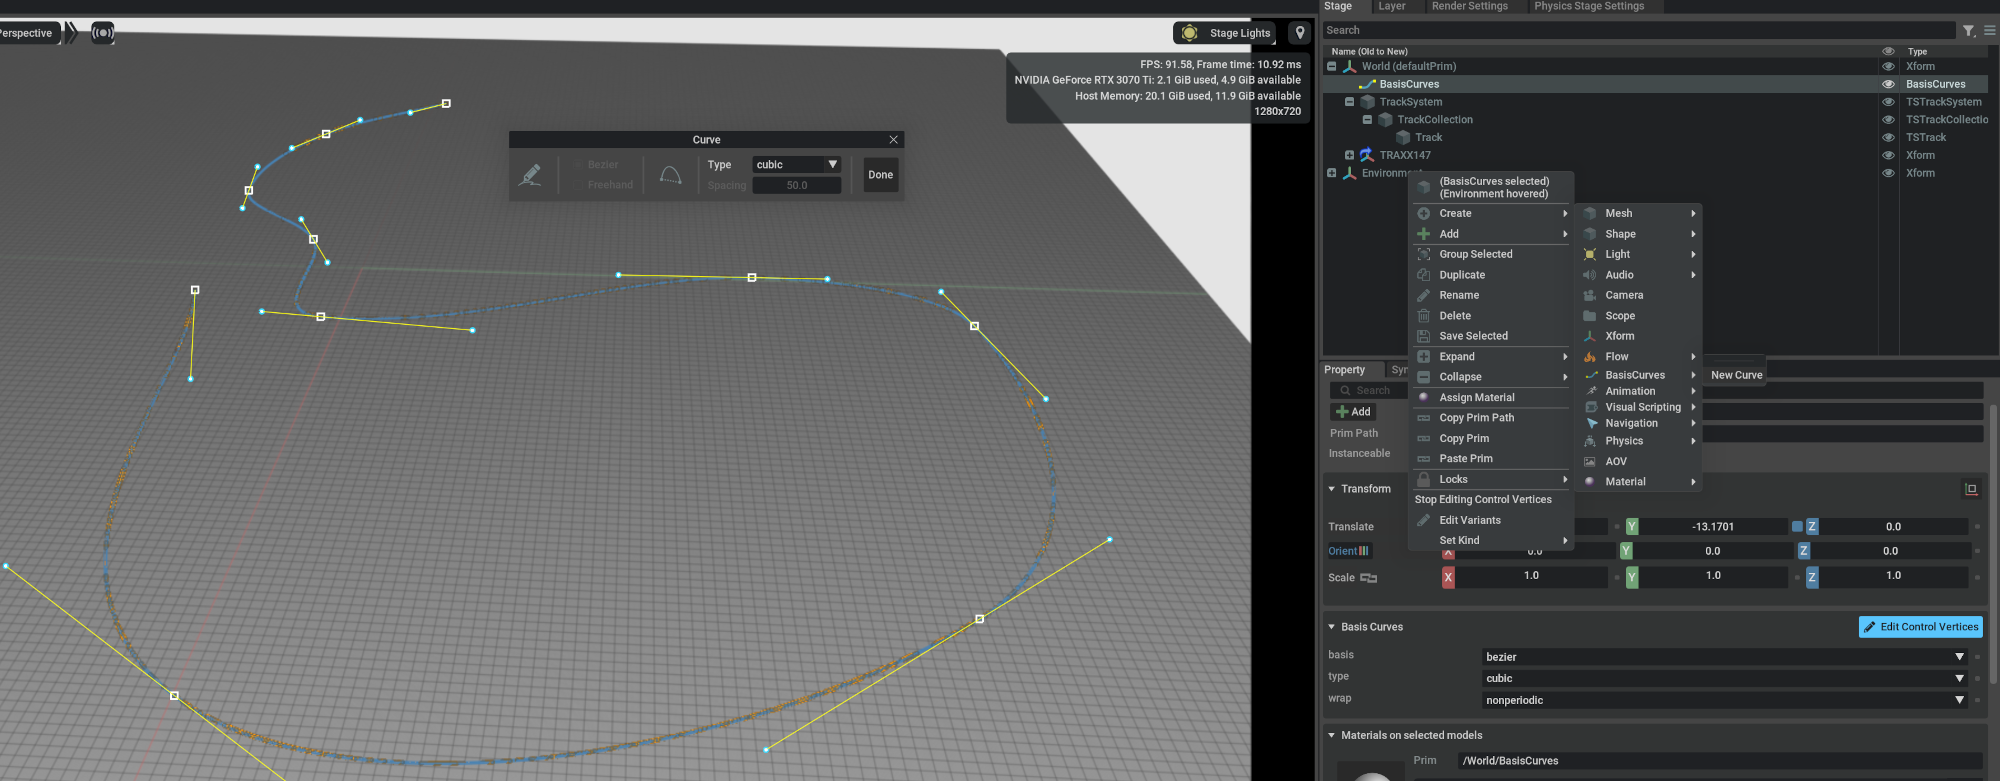 Perspective
Stage Lights
FPS: 91.58, Frame time: 10.92 ms
NVIDIA GeForce RTX 3070 Ti: 2.1 GiB used, 4.9 GiB available
Host Memory: 20.1 GiB used, 11.9 GiB available
1280x720
Curve
Bezier
Freehand
Type
cubic
Spacing
50.0
Done
Stage
Layer
Render Settings
Physics Stage Settings
Search
Name (Old to New)
Type
World (defaultPrim)
Xform
BasisCurves
BasisCurves
TrackSystem
TSTrackSystem
TrackCollection
TSTrackCollectio
Track
TSTrack
TRAXX147
Xform
Environment
Xform
(BasisCurves selected)
(Environment hovered)
Create
Add
Group Selected
Duplicate
Rename
Delete
Save Selected
Expand
Collapse
Assign Material
Copy Prim Path
Copy Prim
Paste Prim
Locks
Stop Editing Control Vertices
Edit Variants
Set Kind
Mesh
Shape
Light
Audio
Camera
Scope
Xform
Flow
BasisCurves
Animation
Visual Scripting
Navigation
Physics
AOV
Material
New Curve
Property
Syn
Search
Add
Prim Path
Instanceable
Transform
Translate
Y
-13.1701
Z
0.0
Orient
X
0.0
Y
0.0
Z
0.0
Scale
X
1.0
Y
1.0
Z
1.0
Basis Curves
Edit Control Vertices
basis
bezier
type
cubic
wrap
nonperiodic
Materials on selected models
Prim
/World/BasisCurves